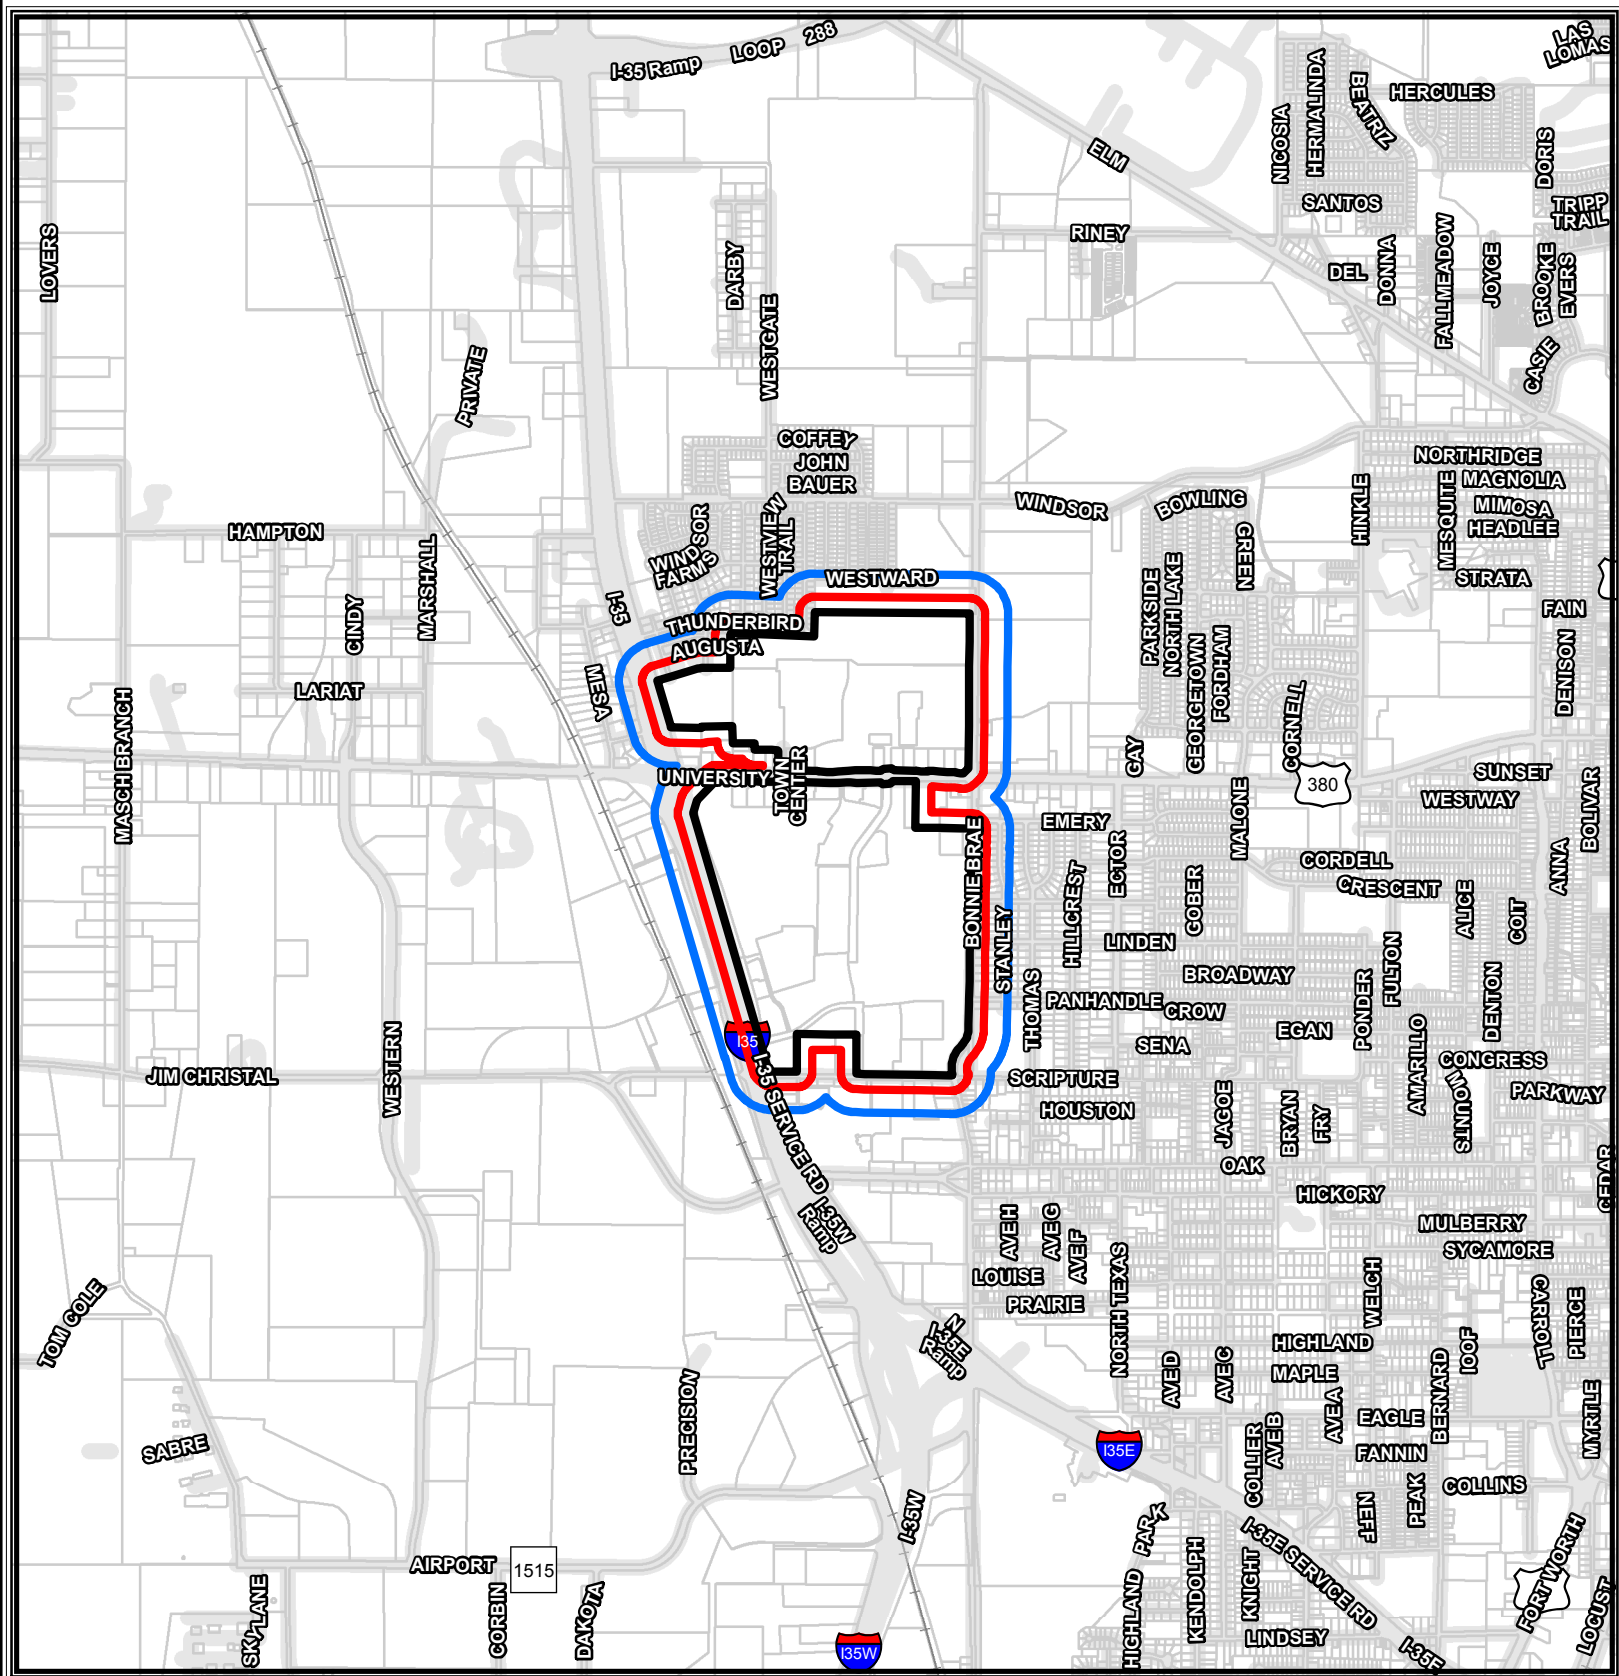 LAS
LOMAS
LOOP 288
I-35 Ramp
HERCULES
BEATRIZ
HERMALINDA
NICOSIA
ELM
DORIS
SANTOS
TRIPP
TRAIL
RINEY
LOVERS
DARBY
DEL
DONNA
FALLMEADOW
JOYCE
BROOKE
EVERS
WESTGATE
CASIE
PRIVATE
COFFEY
JOHN
BAUER
NORTHRIDGE
MAGNOLIA
MIMOSA
HEADLEE
MESQUITE
HINKLE
WINDSOR
BOWLING
GREEN
HAMPTON
MARSHALL
CINDY
WINDSOR
FARMS
WESTVIEW
TRAIL
WESTWARD
STRATA
FAIN
PARKSIDE
NORTH LAKE
GEORGETOWN
FORDHAM
DENISON
I-35
THUNDERBIRD
AUGUSTA
MESA
LARIAT
MASCH BRANCH
CORNELL
GAY
UNIVERSITY
TOWN
CENTER
380
SUNSET
WESTWAY
BOLIVAR
MALONE
EMERY
ECTOR
BONNIE BRAE
CORDELL
CRESCENT
ANNA
ALICE
COIT
GOBER
HILLCREST
STANLEY
LINDEN
FULTON
BROADWAY
PONDER
DENTON
THOMAS
PANHANDLE
CROW
EGAN
AMARILLO
SENA
I35
CONGRESS
WESTERN
JIM CHRISTAL
SCRIPTURE
MOUNTS
PARKWAY
HOUSTON
JAGOE
BRYAN
FRY
I-35 SERVICE RD
OAK
CEDAR
HICKORY
I-35W
Ramp
AVE H
AVE G
AVE F
MULBERRY
SYCAMORE
LOUISE
NORTH TEXAS
PRAIRIE
WELCH
CARROLL
PIERCE
TOM COLE
N
I-35E
Ramp
HIGHLAND
IOOF
MAPLE
AVE D
AVE C
BERNARD
AVE A
MYRTLE
PRECISION
EAGLE
AVE B
COLLIER
FANNIN
SABRE
I35E
COLLINS
PEAK
NEFF
I-35W
PARK
I-35E SERVICE RD
AIRPORT
1515
FORT WORTH
SKYLANE
CORBIN
DAKOTA
HIGHLAND
KENDOLPH
KNIGHT
LOCUST
LINDSEY
I35W
I-35E